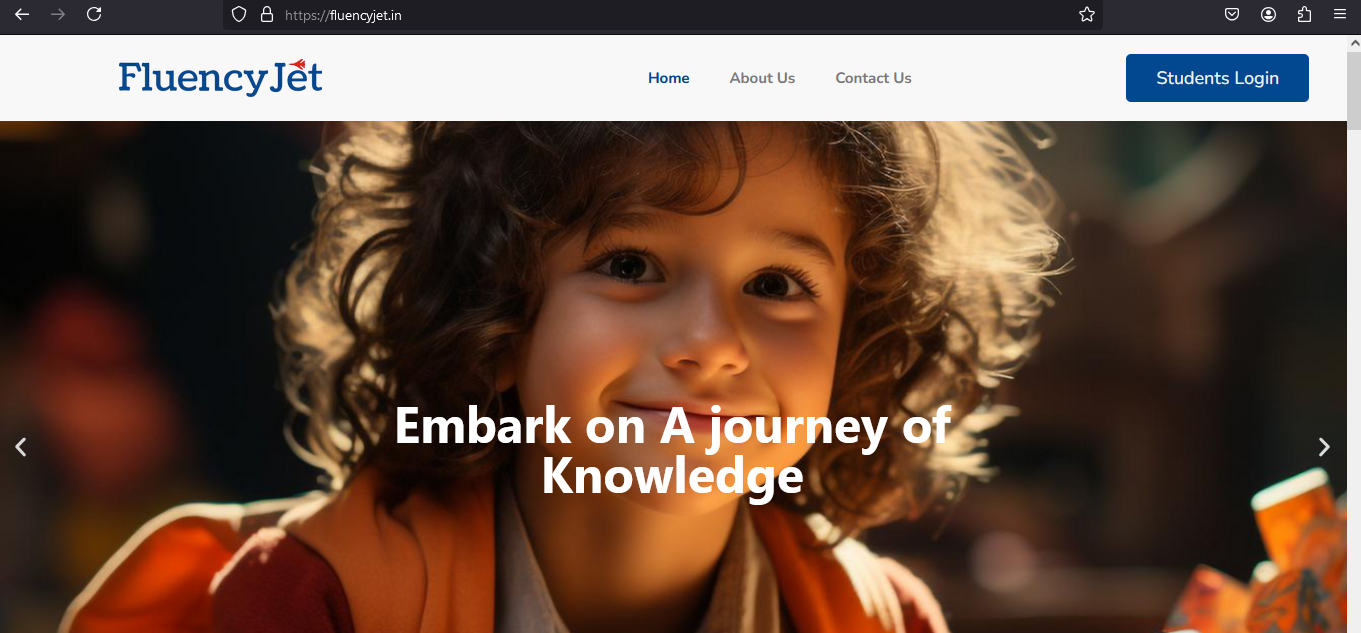 https://fluencyjet.in
FluencyJet
Home
About Us
Contact Us
Students Login
Embark on A journey of
Knowledge